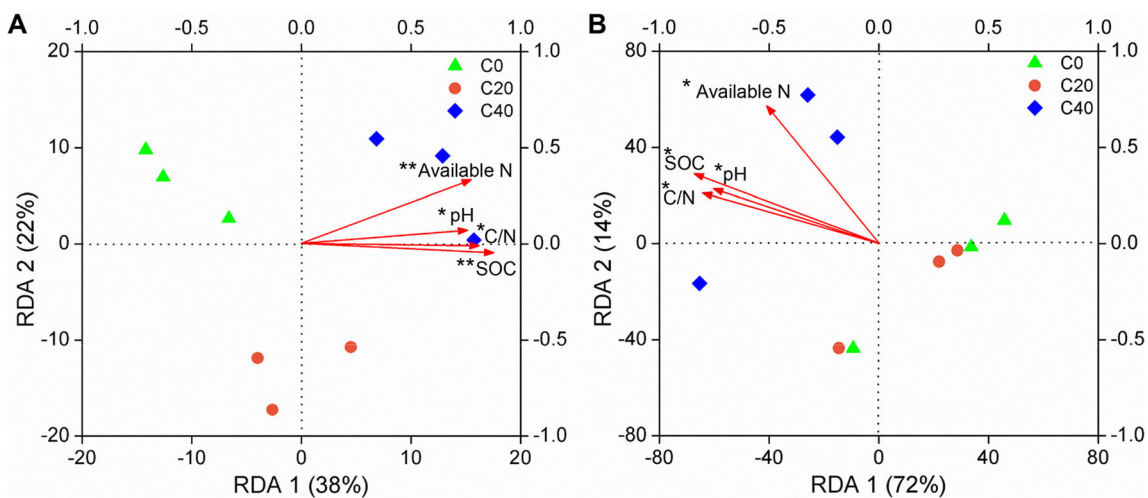 A
-1.0 -0.5 0.0 0.5 1.0
20 1.0
C0
C20
C40
10 0.5
**Available N
*pH
*C/N
0 0.0
**SOC
RDA 2 (22%)
-10 -0.5
-20 -1.0
-20 -10 0 10 20
RDA 1 (38%)
B
-1.0 -0.5 0.0 0.5 1.0
80 1.0
C0
C20
C40
* Available N
40 0.5
*SOC
*pH
*C/N
0 0.0
RDA 2 (14%)
-40 -0.5
-80 -1.0
-80 -40 0 40 80
RDA 1 (72%)